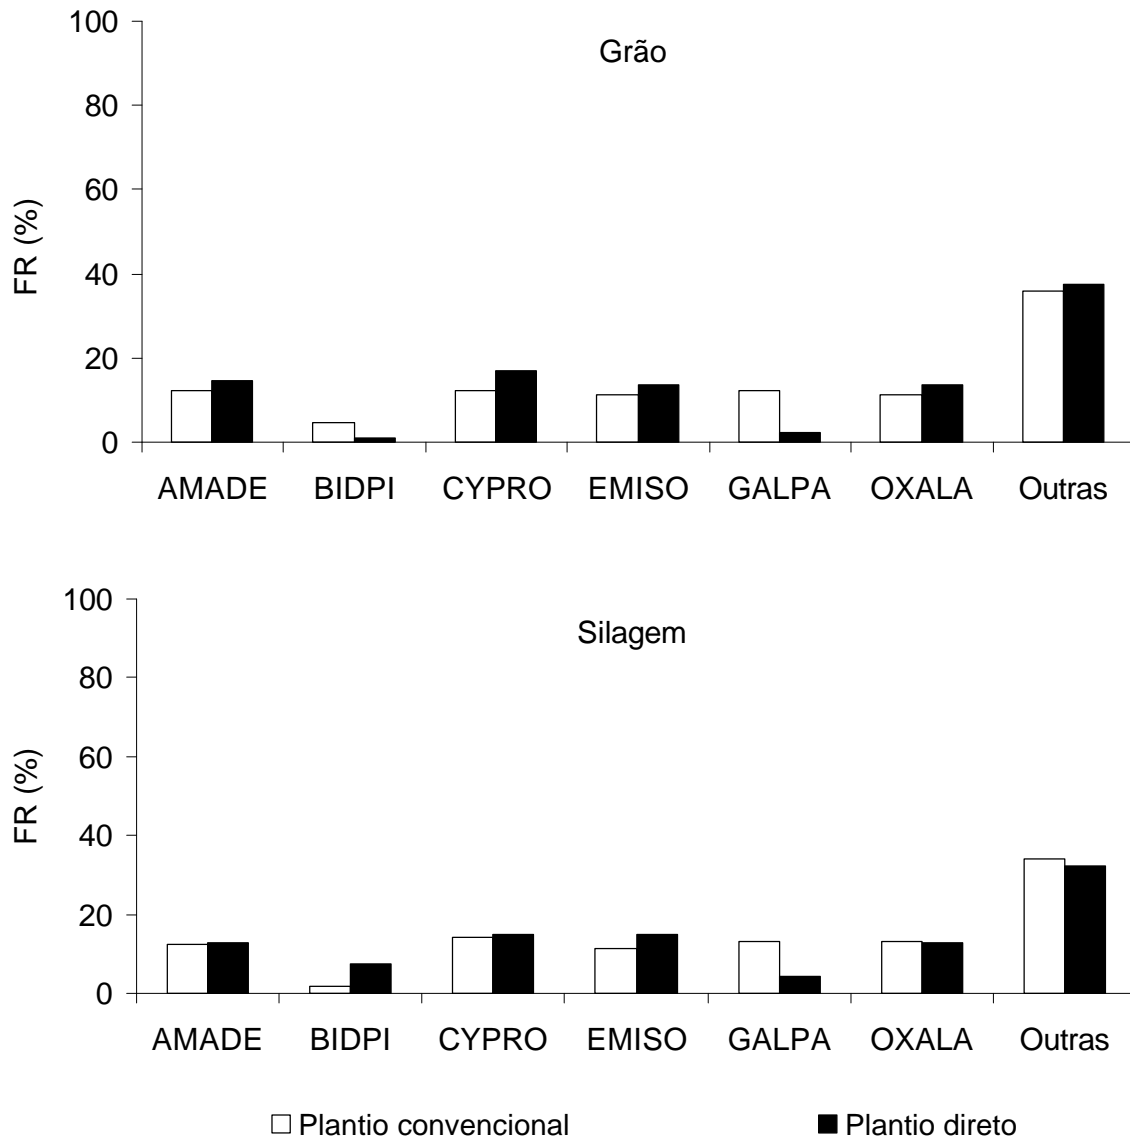 Grão
FR (%)
100
80
60
40
20
0
AMADE BIDPI CYPRO EMISO GALPA OXALA Outras
Silagem
FR (%)
100
80
60
40
20
0
AMADE BIDPI CYPRO EMISO GALPA OXALA Outras
Plantio convencional Plantio direto